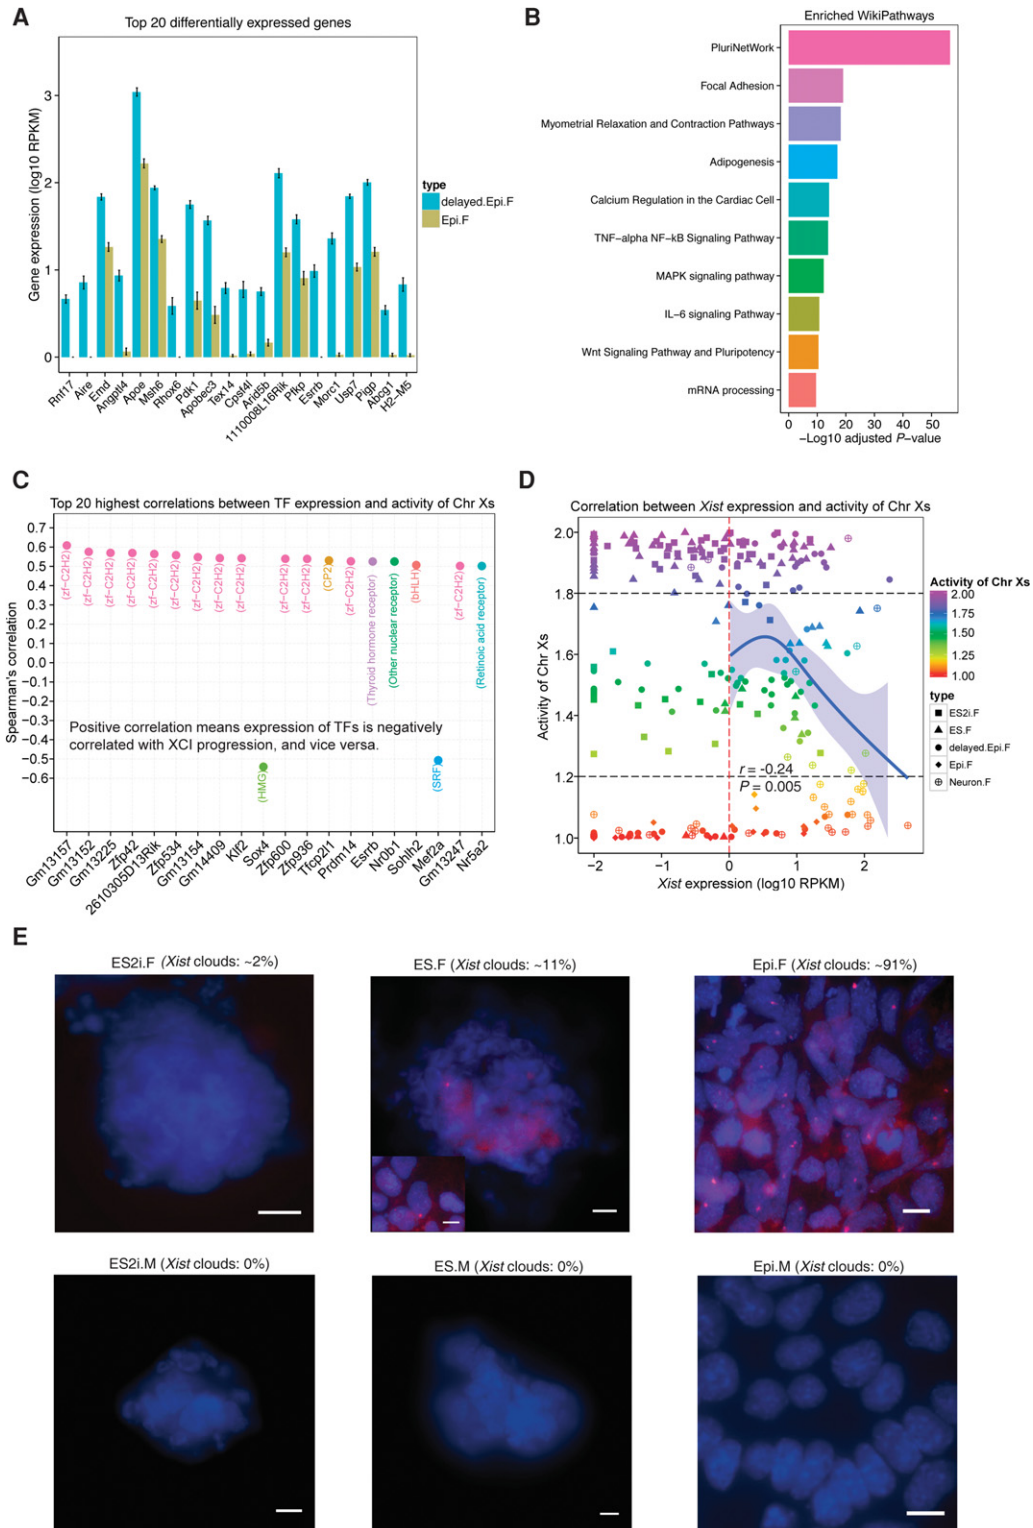 A
Top 20 differentially expressed genes
Gene expression (log10 RPKM)
3
2
1
0
Rnf17
Aire
Emd
Angptl4
Apoe
Msh6
Rhox6
Pdk1
Apobec3
Tex14
Cpsf4l
Arid5b
1110008L16Rik
Pfkp
Esrrb
Morc1
Usp7
Pigp
Abcg1
H2-M5
type
delayed.Epi.F
Epi.F
B
Enriched WikiPathways
PluriNetWork
Focal Adhesion
Myometrial Relaxation and Contraction Pathways
Adipogenesis
Calcium Regulation in the Cardiac Cell
TNF-alpha NF-kB Signaling Pathway
MAPK signaling pathway
IL-6 signaling Pathway
Wnt Signaling Pathway and Pluripotency
mRNA processing
0 10 20 30 40 50
-Log10 adjusted P-value
C
Top 20 highest correlations between TF expression and activity of Chr Xs
Spearman's correlation
0.7
0.6
0.5
0.4
0.3
0.2
0.1
0.0
-0.1
-0.2
-0.3
-0.4
-0.5
-0.6
(zf-C2H2)
(zf-C2H2)
(zf-C2H2)
(zf-C2H2)
(zf-C2H2)
(zf-C2H2)
(zf-C2H2)
(zf-C2H2)
(zf-C2H2)
(HMG)
(zf-C2H2)
(zf-C2H2)
(CP2)
(zf-C2H2)
(Thyroid hormone receptor)
(Other nuclear receptor)
(bHLH)
(SRF)
(zf-C2H2)
(Retinoic acid receptor)
Positive correlation means expression of TFs is negatively
correlated with XCI progression, and vice versa.
Gm13157
Gm13152
Gm13225
Zfp42
2610305D13Rik
Zfp534
Gm13154
Gm14409
Klf2
Sox4
Zfp600
Zfp936
Tfcp2l1
Prdm14
Esrrb
Nr0b1
Sohlh2
Mef2a
Gm13247
Nr5a2
D
Correlation between Xist expression and activity of Chr Xs
Activity of Chr Xs
2.0
1.8
1.6
1.4
1.2
1.0
r = -0.24
P = 0.005
-2 -1 0 1 2
Xist expression (log10 RPKM)
Activity of Chr Xs
2.00
1.75
1.50
1.25
1.00
type
ES2i.F
ES.F
delayed.Epi.F
Epi.F
Neuron.F
E
ES2i.F (Xist clouds: ~2%)
ES.F (Xist clouds: ~11%)
Epi.F (Xist clouds: ~91%)
ES2i.M (Xist clouds: 0%)
ES.M (Xist clouds: 0%)
Epi.M (Xist clouds: 0%)